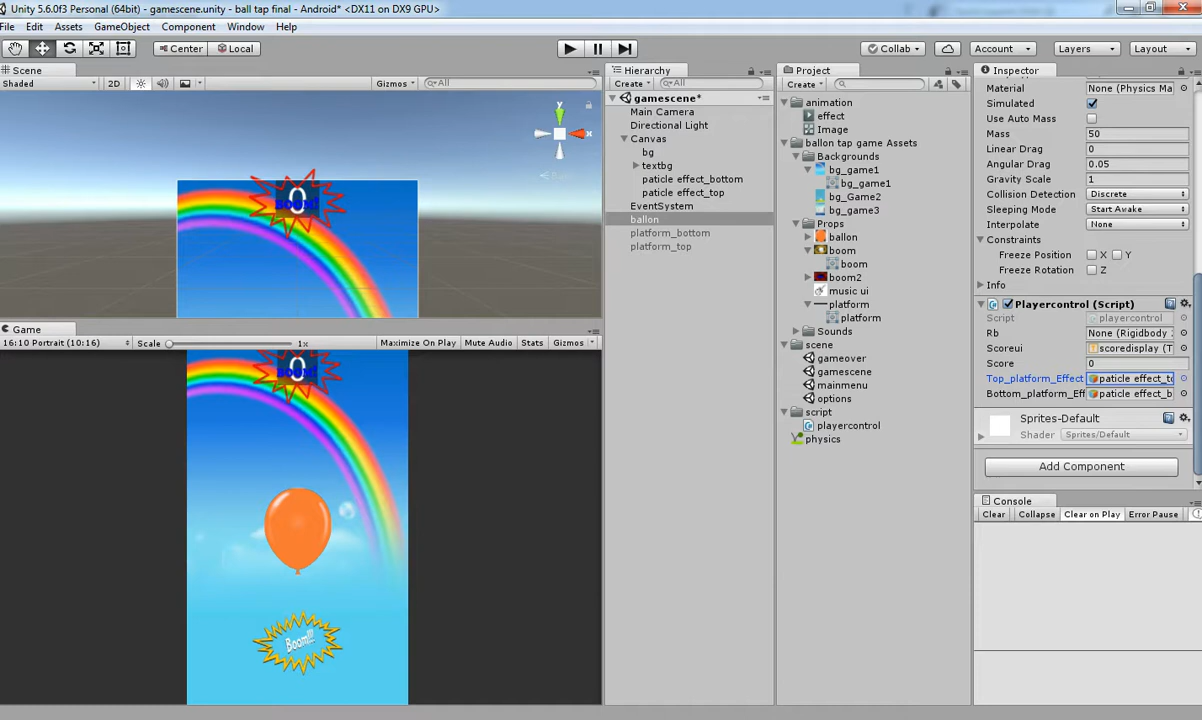 Unity 5.6.0f3 Personal (64bit) - gamescene.unity - ball tap final - Android* <DX11 on DX9 GPU>
File Edit Assets GameObject Component Window Help
Center Local Collab Account Layers Layout
Scene
Shaded 2D Gizmos All
y
x
0
BOOM!
Game
16:10 Portrait (10:16) Scale 1x Maximize On Play Mute Audio Stats Gizmos
0
BOOM!
Boom!!!
Hierarchy
Create All
gamescene*
Main Camera
Directional Light
Canvas
bg
textbg
paticle effect_bottom
paticle effect_top
EventSystem
ballon
platform_bottom
platform_top
Project
Create
animation
effect
Image
ballon tap game Assets
Backgrounds
bg_game1
bg_game1
bg_Game2
bg_game3
Props
ballon
boom
boom
boom2
music ui
platform
platform
Sounds
scene
gameover
gamescene
mainmenu
options
script
playercontrol
physics
Inspector
Material None (Physics Ma
Simulated
Use Auto Mass
Mass 50
Linear Drag 0
Angular Drag 0.05
Gravity Scale 1
Collision Detection Discrete
Sleeping Mode Start Awake
Interpolate None
Constraints
Freeze Position X Y
Freeze Rotation Z
Info
Playercontrol (Script)
Script playercontrol
Rb None (Rigidbody
Scoreui scoredisplay (T
Score 0
Top_platform_Effect paticle effect_to
Bottom_platform_Eff paticle effect_b
Sprites-Default
Shader Sprites/Default
Add Component
Console
Clear Collapse Clear on Play Error Pause